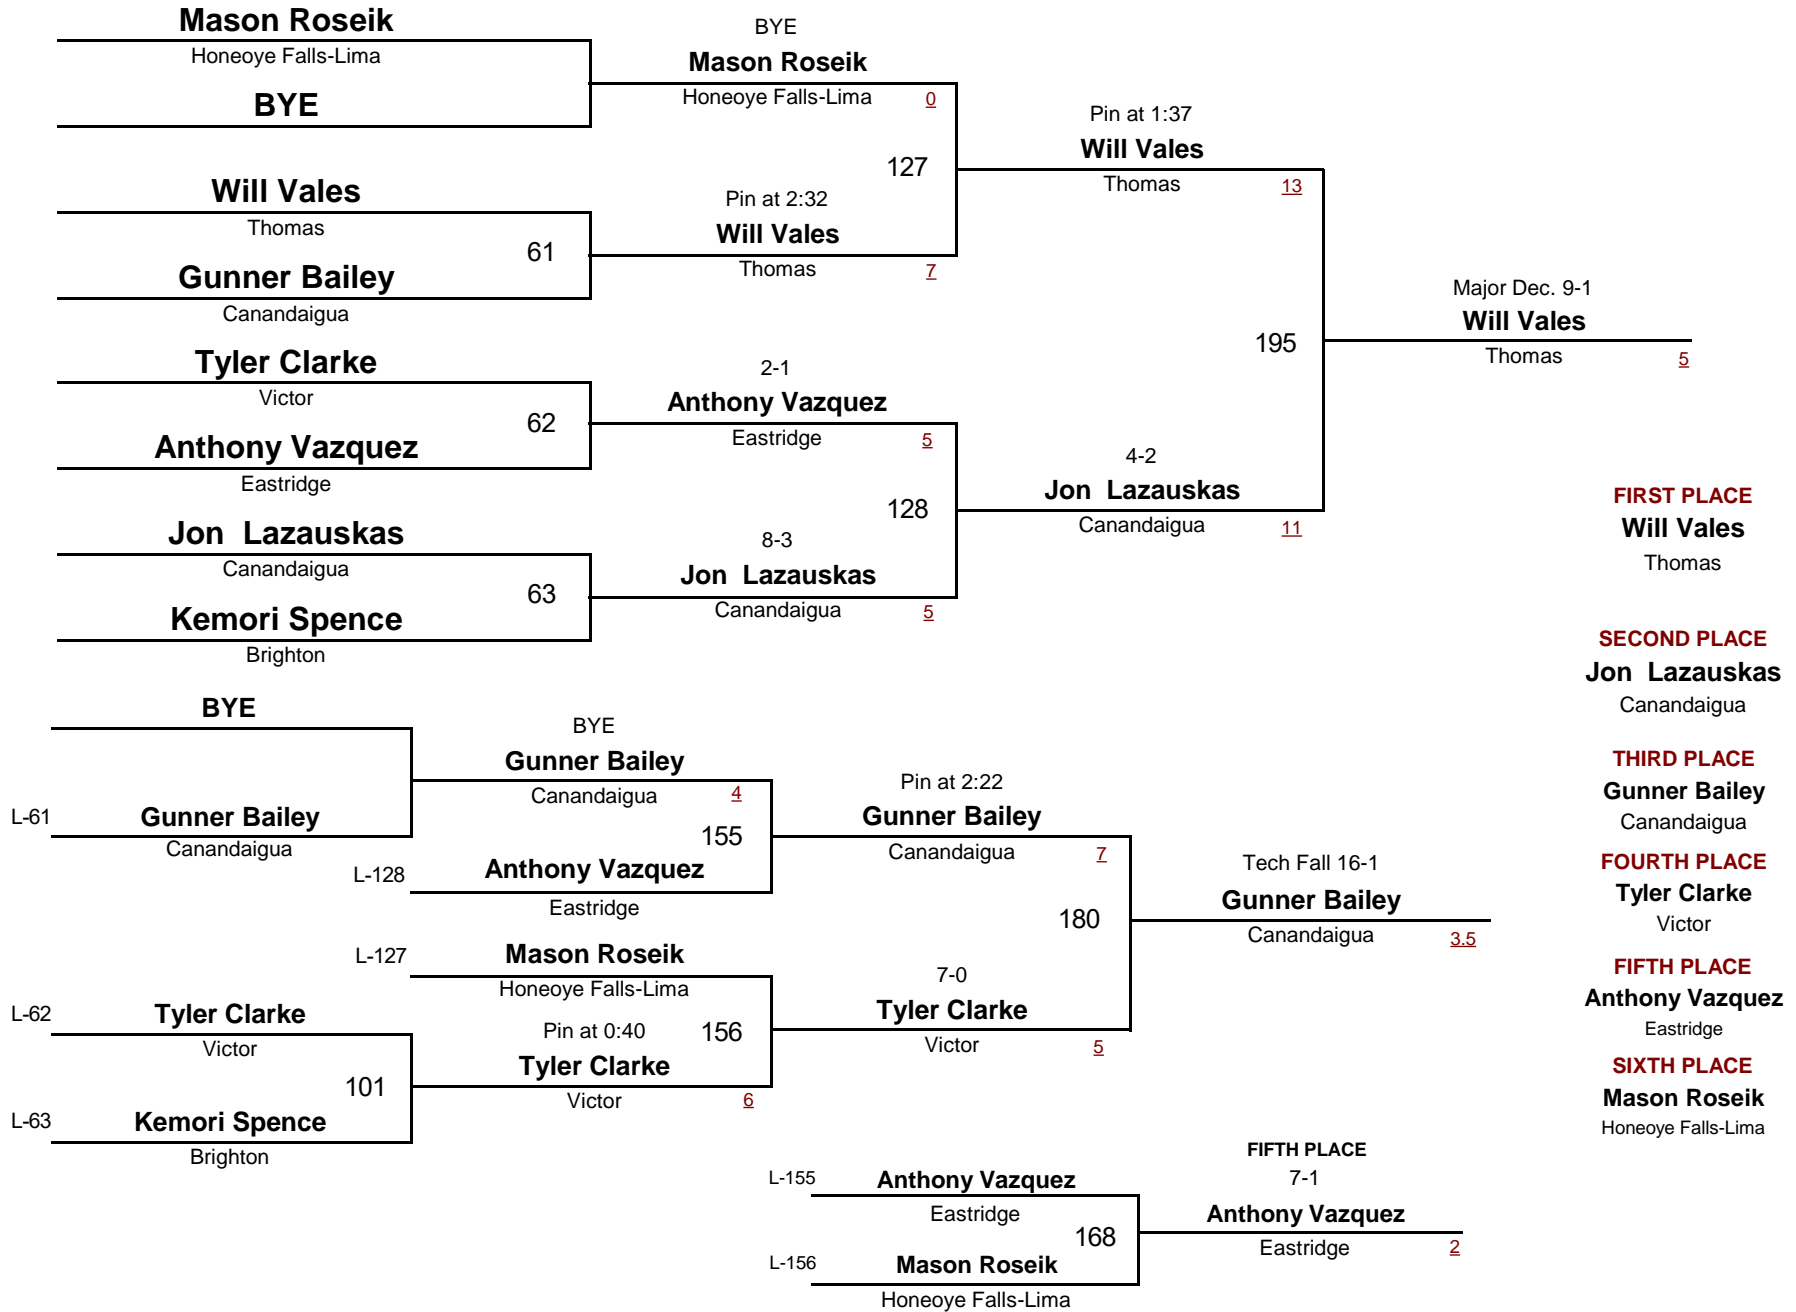 Mason Roseik
Honeoye Falls-Lima
BYE
Will Vales
Thomas
61
Gunner Bailey
Canandaigua
Tyler Clarke
Victor
62
Anthony Vazquez
Eastridge
Jon  Lazauskas
Canandaigua
63
Kemori Spence
Brighton
BYE
Mason Roseik
Honeoye Falls-Lima 0
127
Pin at 2:32
Will Vales
Thomas 7
2-1
Anthony Vazquez
Eastridge 5
128
8-3
Jon  Lazauskas
Canandaigua 5
Pin at 1:37
Will Vales
Thomas 13
195
4-2
Jon  Lazauskas
Canandaigua 11
Major Dec. 9-1
Will Vales
Thomas 5
BYE
L-61 Gunner Bailey
Canandaigua
L-62 Tyler Clarke
Victor
101
L-63 Kemori Spence
Brighton
BYE
Gunner Bailey
Canandaigua 4
155
L-128 Anthony Vazquez
Eastridge
L-127 Mason Roseik
Honeoye Falls-Lima
Pin at 0:40 156
Tyler Clarke
Victor 6
Pin at 2:22
Gunner Bailey
Canandaigua 7
180
7-0
Tyler Clarke
Victor 5
Tech Fall 16-1
Gunner Bailey
Canandaigua 3.5
L-155 Anthony Vazquez
Eastridge
168
L-156 Mason Roseik
Honeoye Falls-Lima
FIFTH PLACE
7-1
Anthony Vazquez
Eastridge 2
FIRST PLACE
Will Vales
Thomas
SECOND PLACE
Jon  Lazauskas
Canandaigua
THIRD PLACE
Gunner Bailey
Canandaigua
FOURTH PLACE
Tyler Clarke
Victor
FIFTH PLACE
Anthony Vazquez
Eastridge
SIXTH PLACE
Mason Roseik
Honeoye Falls-Lima